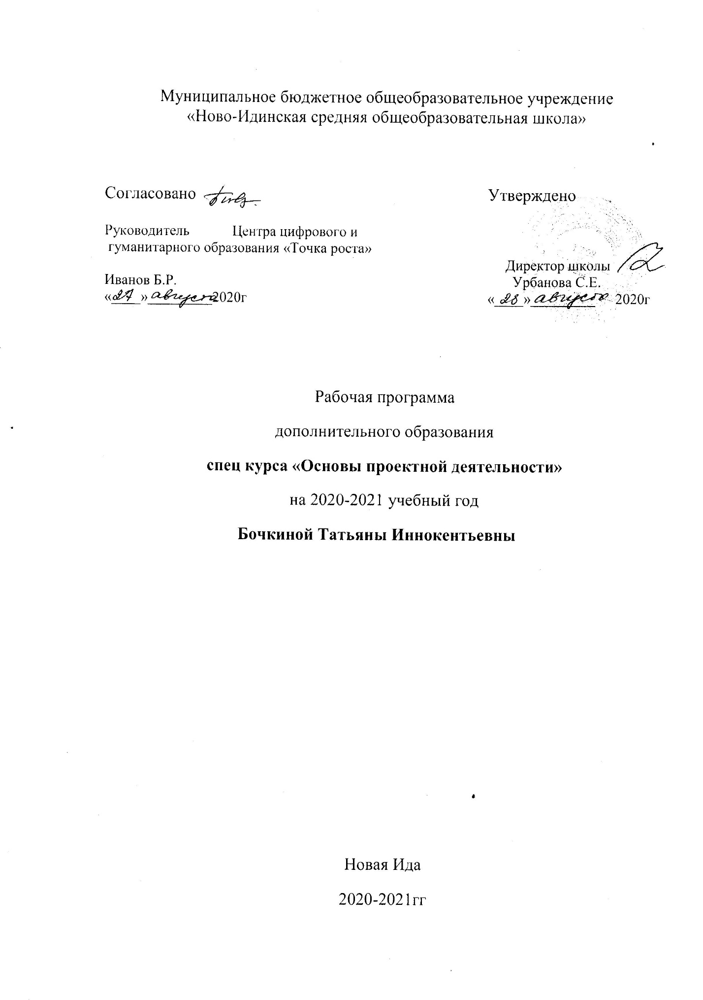 Муниципальное бюджетное общеобразовательное учреждение
«Ново-Идинская средняя общеобразовательная школа»
Согласовано
Руководитель Центра цифрового и
гуманитарного образования «Точка роста»
Иванов Б.Р.
«27» августа 2020г
Утверждено
Директор школы
Урбанова С.Е.
«28» августа 2020г
Рабочая программа
дополнительного образования
спец курса «Основы проектной деятельности»
на 2020-2021 учебный год
Бочкиной Татьяны Иннокентьевны
Новая Ида
2020-2021гг